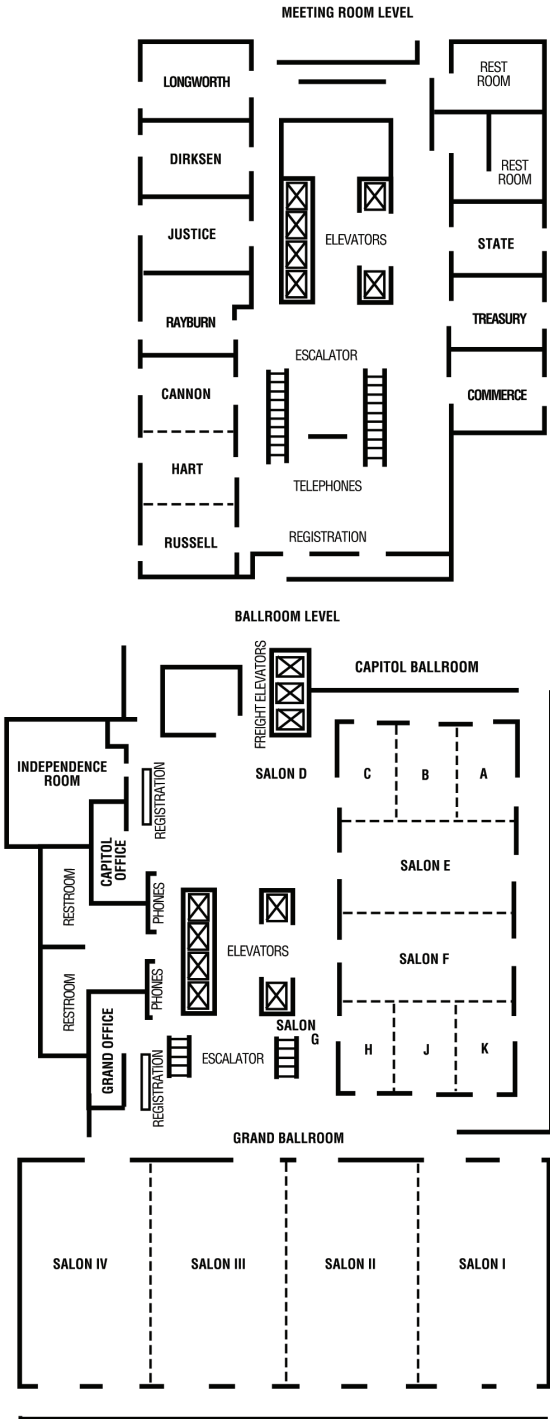 MEETING ROOM LEVEL
LONGWORTH
REST
ROOM
DIRKSEN
REST
ROOM
JUSTICE
ELEVATORS
STATE
RAYBURN
TREASURY
ESCALATOR
CANNON
COMMERCE
HART
TELEPHONES
RUSSELL
REGISTRATION
BALLROOM LEVEL
FREIGHT ELEVATORS
CAPITOL BALLROOM
INDEPENDENCE
ROOM
REGISTRATION
SALON D
C
B
A
CAPITOL
OFFICE
SALON E
RESTROOM
PHONES
ELEVATORS
SALON F
RESTROOM
PHONES
SALON
G
GRAND OFFICE
REGISTRATION
ESCALATOR
H
J
K
GRAND BALLROOM
SALON IV
SALON III
SALON II
SALON I